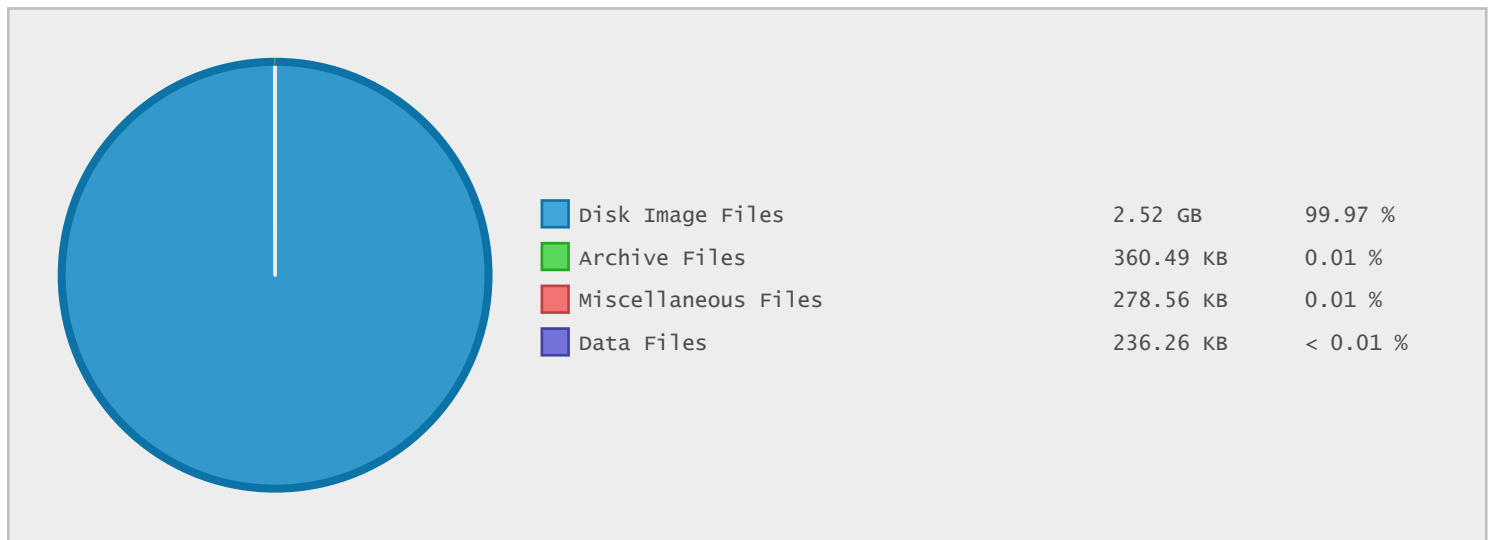 Disk Image Files 2.52 GB 99.97 %
Archive Files 360.49 KB 0.01 %
Miscellaneous Files 278.56 KB 0.01 %
Data Files 236.26 KB < 0.01 %